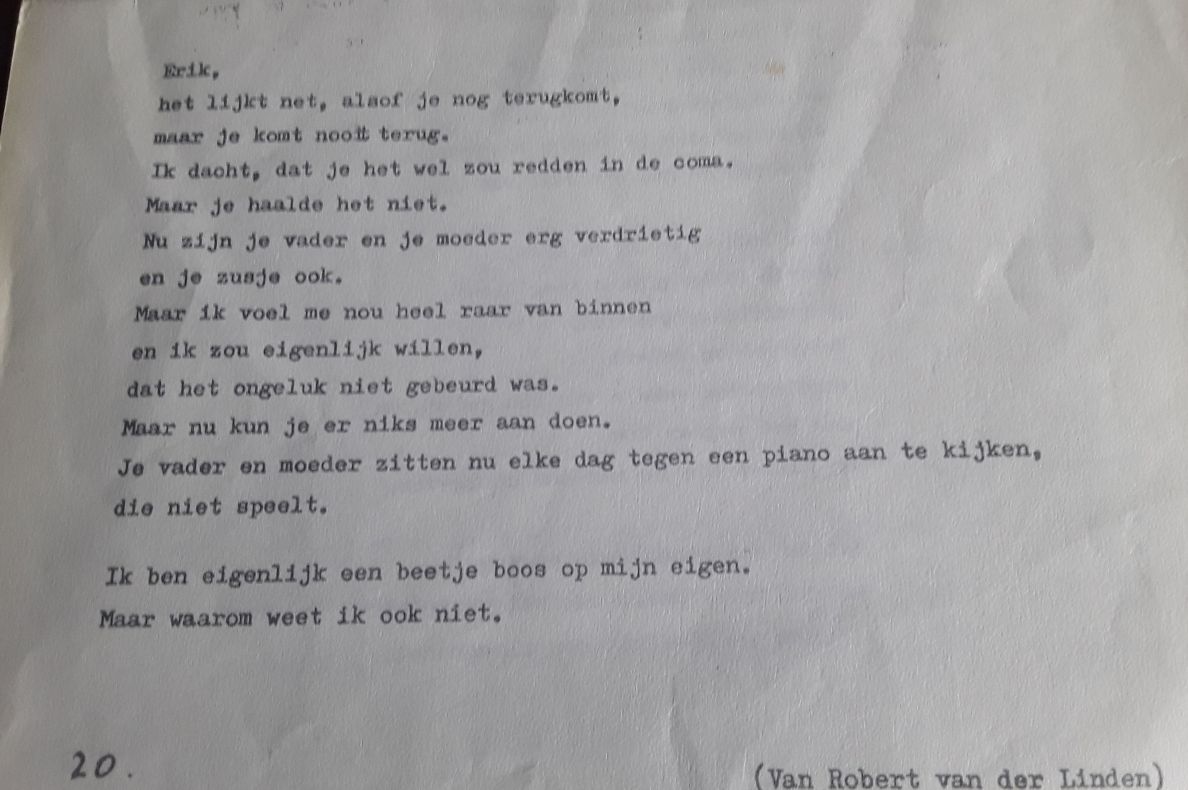 Erik,
het lijkt net, alsof je nog terugkomt,
maar je komt nooit terug.
Ik dacht, dat je het wel zou redden in de coma.
Maar je haalde het niet.
Nu zijn je vader en je moeder erg verdrietig
en je zusje ook.
Maar ik voel me nou heel raar van binnen
en ik zou eigenlijk willen,
dat het ongeluk niet gebeurd was.
Maar nu kun je er niks meer aan doen.
Je vader en moeder zitten nu elke dag tegen een piano aan te kijken,
die niet speelt.
Ik ben eigenlijk een beetje boos op mijn eigen.
Maar waarom weet ik ook niet.
20.
(Van Robert van der Linden)